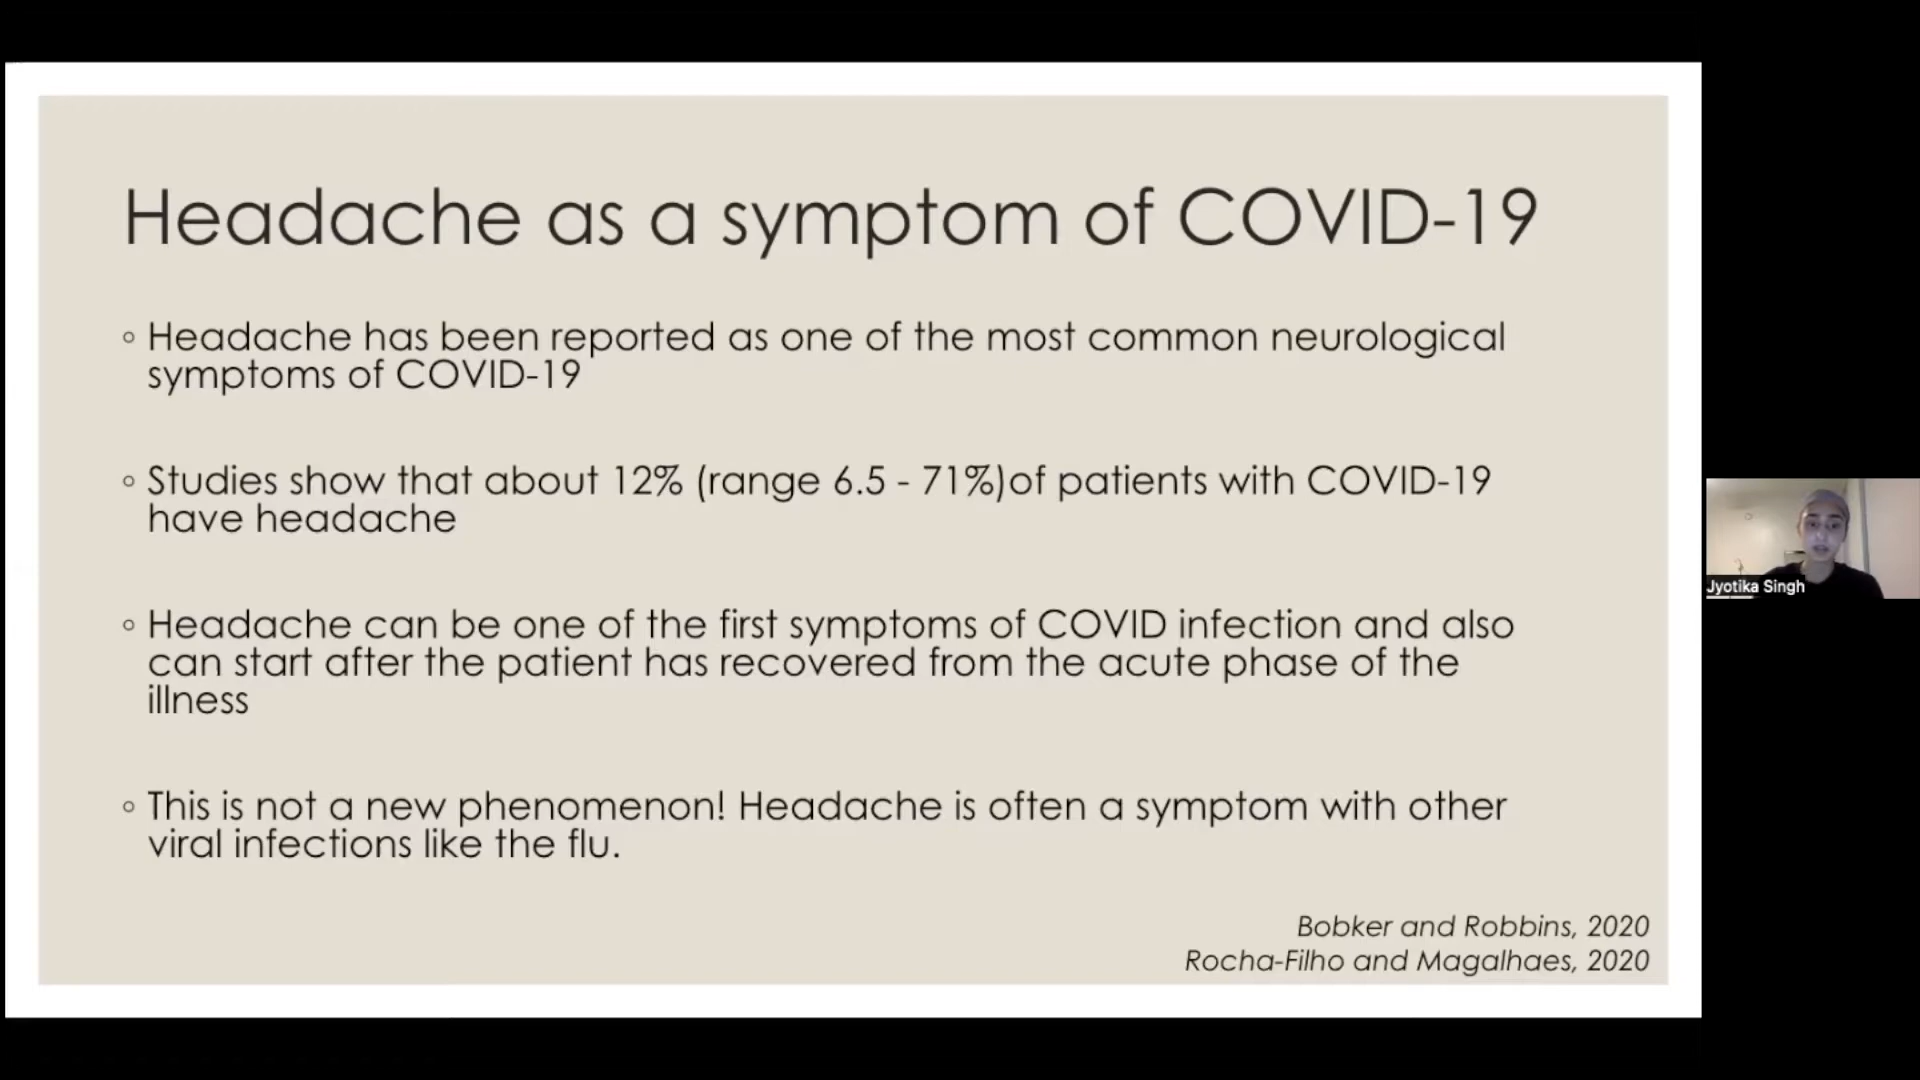 Headache as a symptom of COVID-19
◦ Headache has been reported as one of the most common neurological
symptoms of COVID-19
◦ Studies show that about 12% (range 6.5 - 71%)of patients with COVID-19
have headache
◦ Headache can be one of the first symptoms of COVID infection and also
can start after the patient has recovered from the acute phase of the
illness
◦ This is not a new phenomenon! Headache is often a symptom with other
viral infections like the flu.
Bobker and Robbins, 2020
Rocha-Filho and Magalhaes, 2020
Jyotika Singh